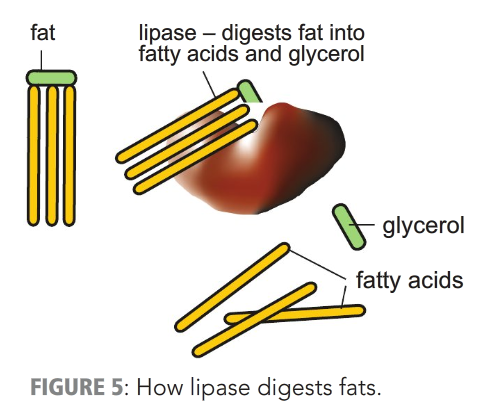 fat
lipase – digests fat into
fatty acids and glycerol
glycerol
fatty acids
FIGURE 5: How lipase digests fats.